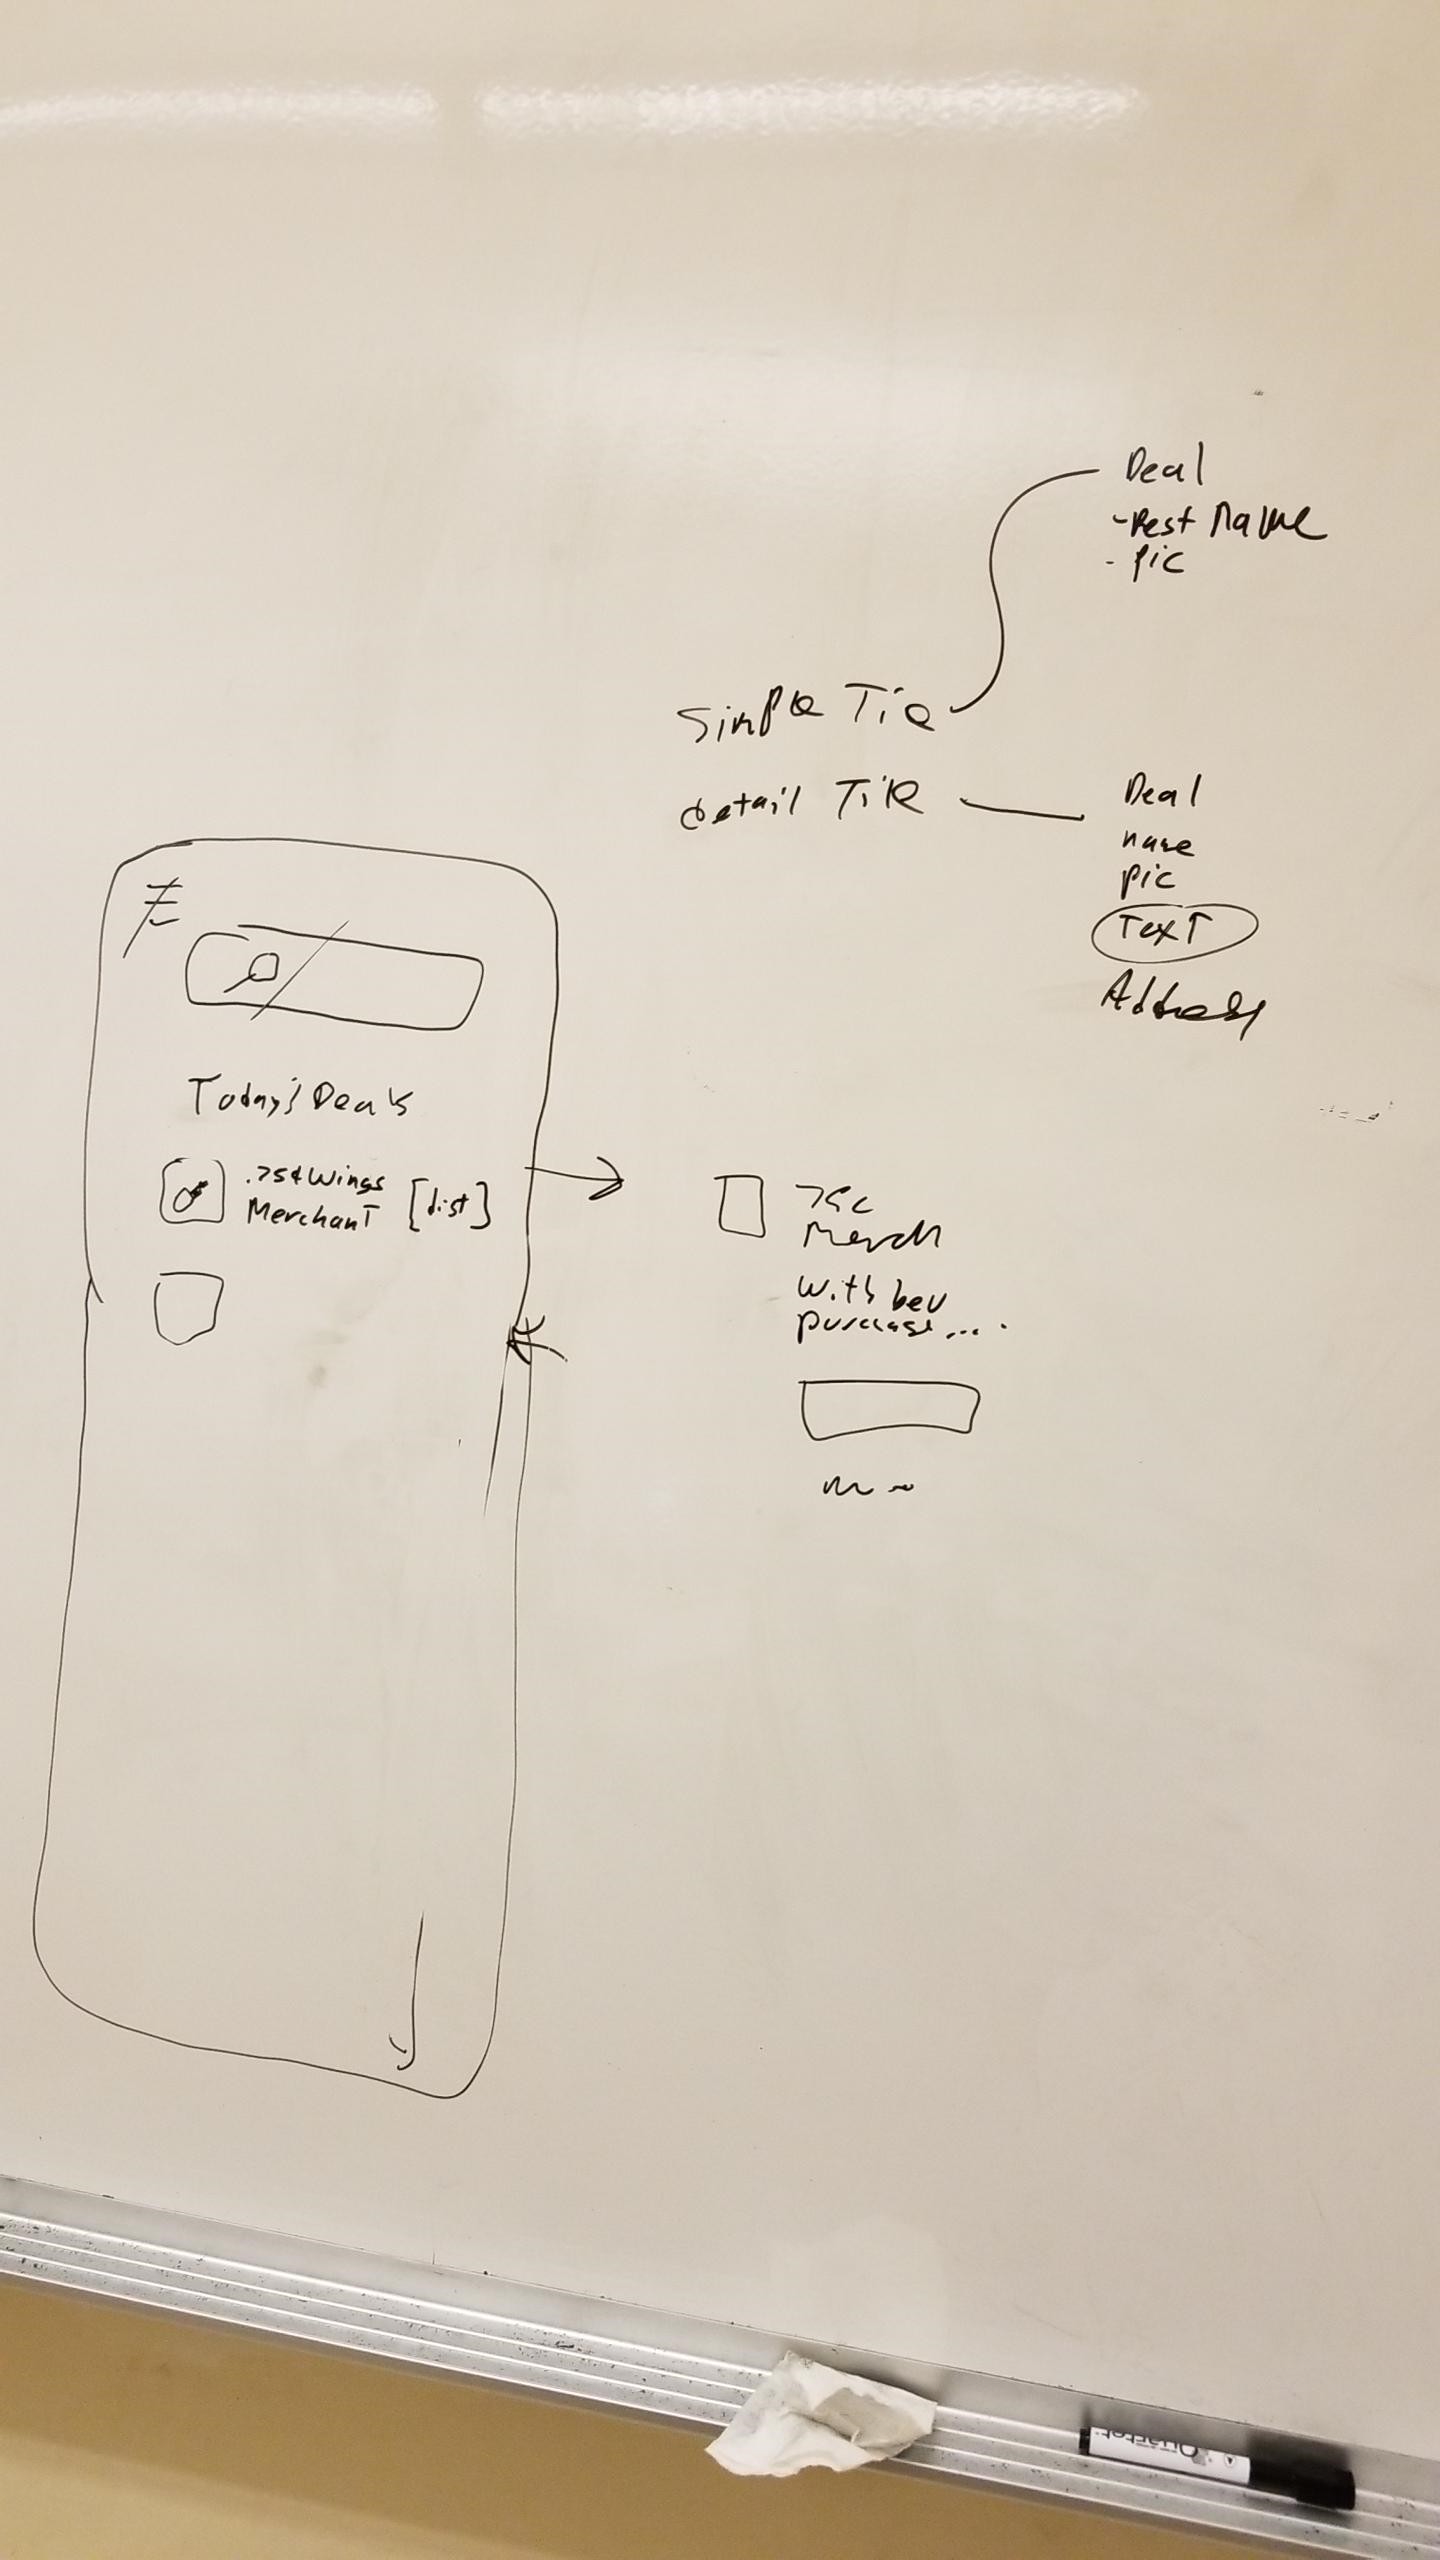 Deal
- Rest Name
- Pic
Simple Tile
detail Tile
Deal
name
Pic
Text
Address
Today's Deals
.75¢ Wings
Merchant [dist]
75c
Merch
With bev
purchase....
Quartet